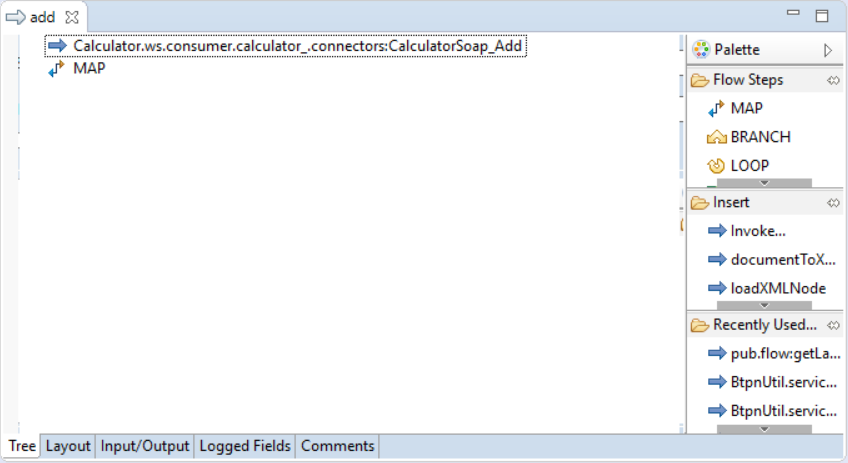 add
Calculator.ws.consumer.calculator_.connectors:CalculatorSoap_Add
MAP
Palette
Flow Steps
MAP
BRANCH
LOOP
Insert
Invoke...
documentToX...
loadXMLNode
Recently Used...
pub.flow:getLa...
BtpnUtil.servic...
BtpnUtil.servic...
Tree Layout Input/Output Logged Fields Comments